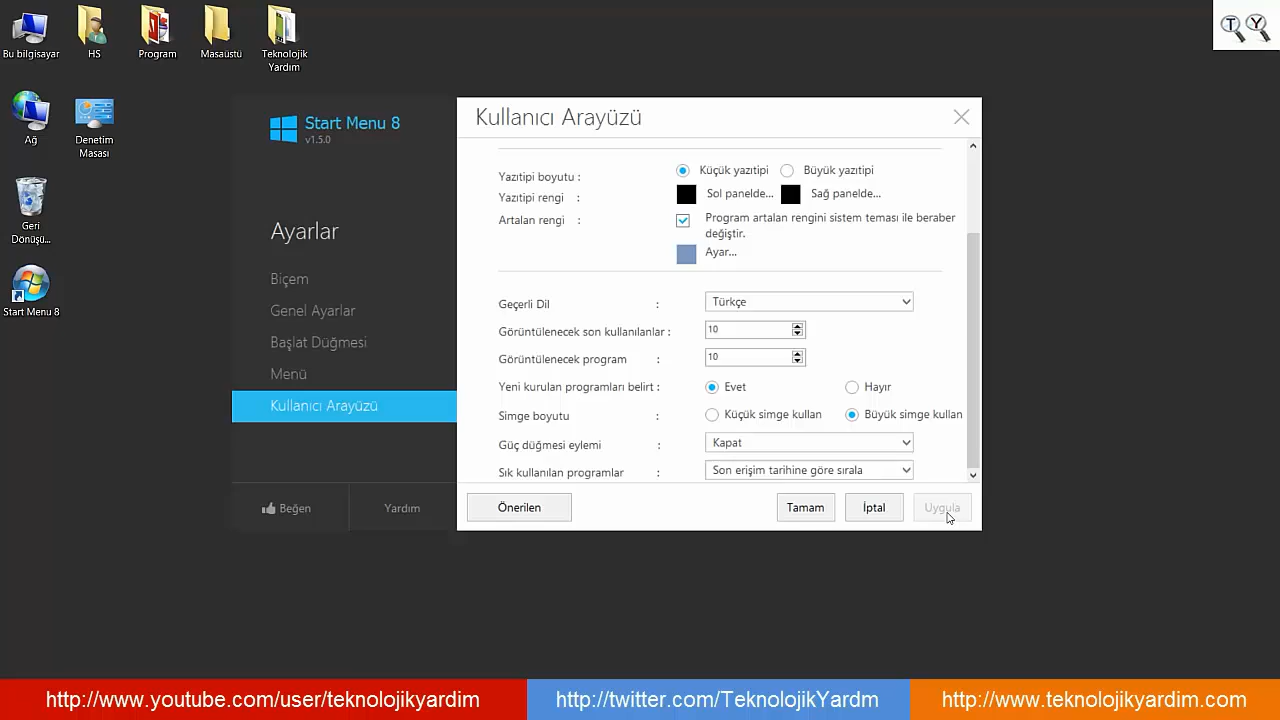 Bu bilgisayar
HS
Program
Masaüstü
Teknolojik
Yardım
T Y
Ağ
Denetim
Masası
Geri
Dönüşü...
Start Menu 8
Start Menu 8
v1.5.0
Ayarlar
Biçem
Genel Ayarlar
Başlat Düğmesi
Menü
Kullanıcı Arayüzü
Beğen
Yardım
Kullanıcı Arayüzü
Yazıtipi boyutu :
Küçük yazıtipi
Büyük yazıtipi
Yazıtipi rengi :
Sol panelde...
Sağ panelde...
Artalan rengi :
Program artalan rengini sistem teması ile beraber
değiştir.
Ayar...
Geçerli Dil :
Türkçe
Görüntülenecek son kullanılanlar :
10
Görüntülenecek program :
10
Yeni kurulan programları belirt :
Evet
Hayır
Simge boyutu :
Küçük simge kullan
Büyük simge kullan
Güç düğmesi eylemi :
Kapat
Sık kullanılan programlar :
Son erişim tarihine göre sırala
Önerilen
Tamam
İptal
Uygula
http://www.youtube.com/user/teknolojikyardim
http://twitter.com/TeknolojikYardm
http://www.teknolojikyardim.com